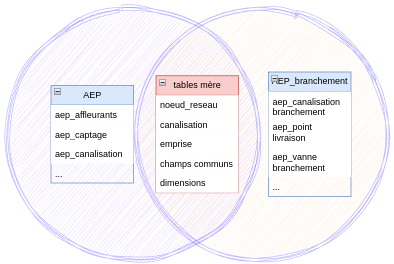 AEP
aep_affleurants
aep_captage
aep_canalisation
...
tables mère
noeud_reseau
canalisation
emprise
champs communs
dimensions
AEP_branchement
aep_canalisation
branchement
aep_point
livraison
aep_vanne
branchement
...